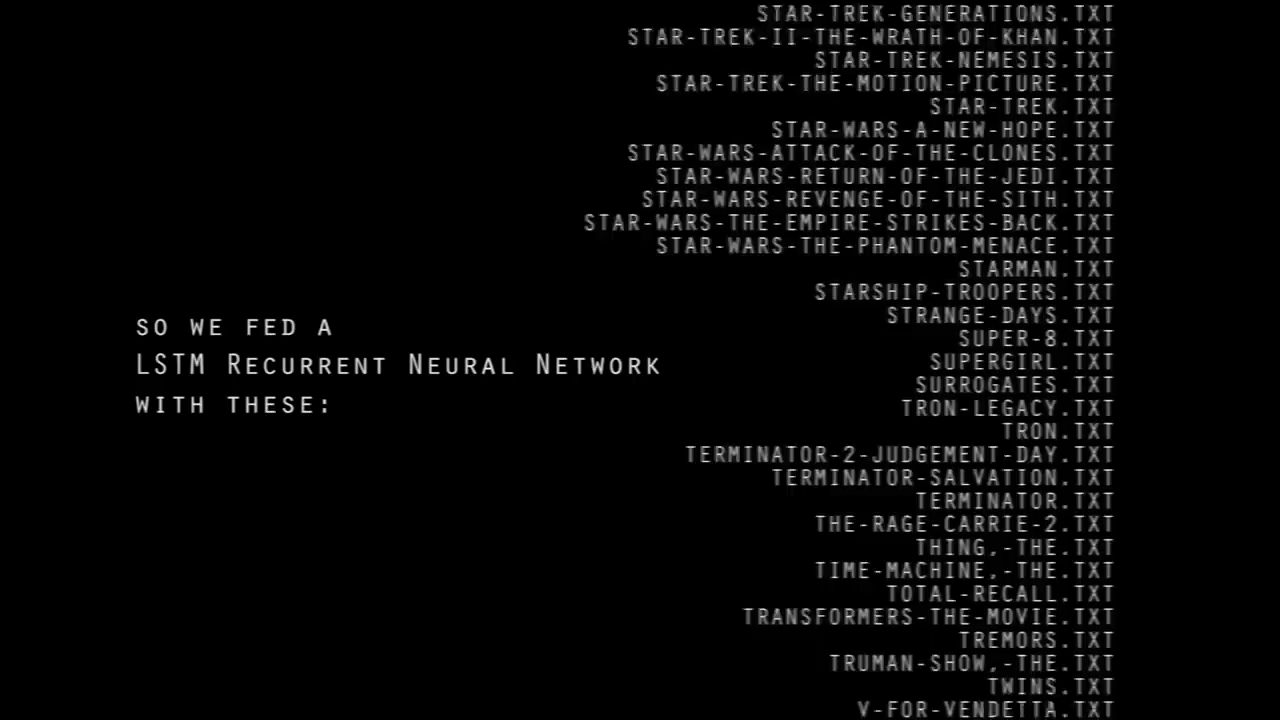 SO WE FED A
LSTM RECURRENT NEURAL NETWORK
WITH THESE:
STAR-TREK-GENERATIONS.TXT
STAR-TREK-II-THE-WRATH-OF-KHAN.TXT
STAR-TREK-NEMESIS.TXT
STAR-TREK-THE-MOTION-PICTURE.TXT
STAR-TREK.TXT
STAR-WARS-A-NEW-HOPE.TXT
STAR-WARS-ATTACK-OF-THE-CLONES.TXT
STAR-WARS-RETURN-OF-THE-JEDI.TXT
STAR-WARS-REVENGE-OF-THE-SITH.TXT
STAR-WARS-THE-EMPIRE-STRIKES-BACK.TXT
STAR-WARS-THE-PHANTOM-MENACE.TXT
STARMAN.TXT
STARSHIP-TROOPERS.TXT
STRANGE-DAYS.TXT
SUPER-8.TXT
SUPERGIRL.TXT
SURROGATES.TXT
TRON-LEGACY.TXT
TRON.TXT
TERMINATOR-2-JUDGEMENT-DAY.TXT
TERMINATOR-SALVATION.TXT
TERMINATOR.TXT
THE-RAGE-CARRIE-2.TXT
THING,-THE.TXT
TIME-MACHINE,-THE.TXT
TOTAL-RECALL.TXT
TRANSFORMERS-THE-MOVIE.TXT
TREMORS.TXT
TRUMAN-SHOW,-THE.TXT
TWINS.TXT
V-FOR-VENDETTA.TXT